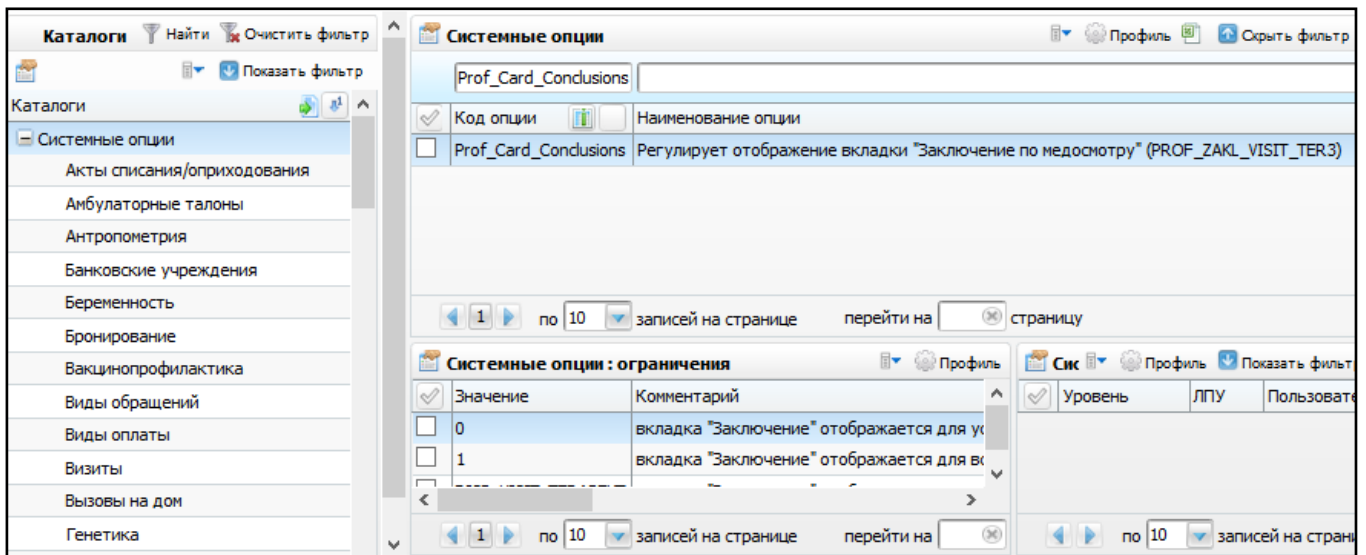 Каталоги Найти Очистить фильтр
Показать фильтр
Каталоги
Системные опции
Акты списания/оприходования
Амбулаторные талоны
Антропометрия
Банковские учреждения
Беременность
Бронирование
Вакцинопрофилактика
Виды обращений
Виды оплаты
Визиты
Вызовы на дом
Генетика
Системные опции Профиль Скрыть фильтр
Prof_Card_Conclusions
Код опции Наименование опции
Prof_Card_Conclusions Регулирует отображение вкладки "Заключение по медосмотру" (PROF_ZAKL_VISIT_TER3)
1 по 10 записей на странице перейти на страницу
Системные опции : ограничения Профиль
Значение Комментарий
0 вкладка "Заключение" отображается для
1 вкладка "Заключение" отображается для
1 по 10 записей на странице перейти на
Сис Профиль Показать фильт
Уровень ЛПУ Пользоват
по 10 записей на стран